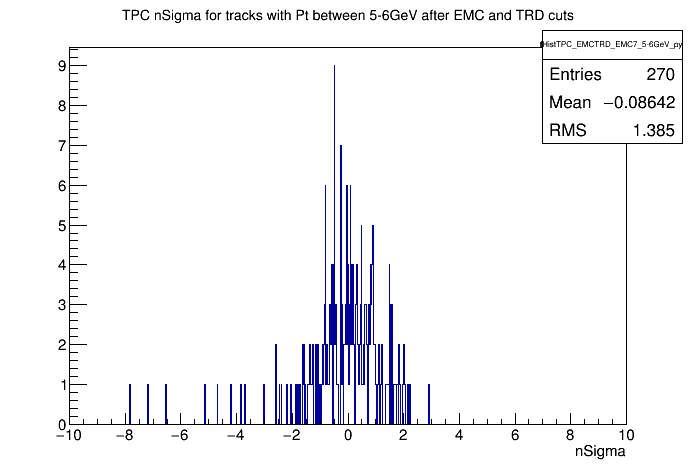 TPC nSigma for tracks with Pt between 5-6GeV after EMC and TRD cuts
HistTPC_EMCTRD_EMC7_5-6GeV_py
Entries 270
Mean −0.08642
RMS 1.385
9
8
7
6
5
4
3
2
1
0
−10 −8 −6 −4 −2 0 2 4 6 8 10
nSigma